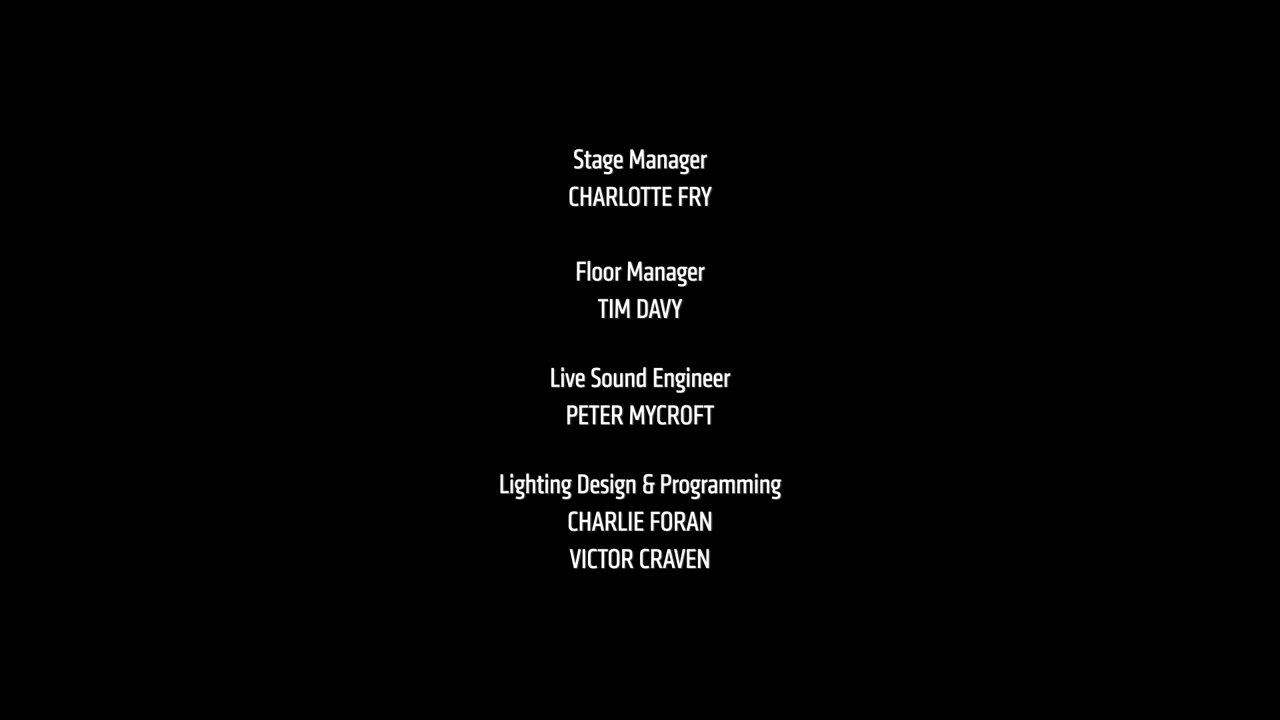 Stage Manager
CHARLOTTE FRY
Floor Manager
TIM DAVY
Live Sound Engineer
PETER MYCROFT
Lighting Design & Programming
CHARLIE FORAN
VICTOR CRAVEN